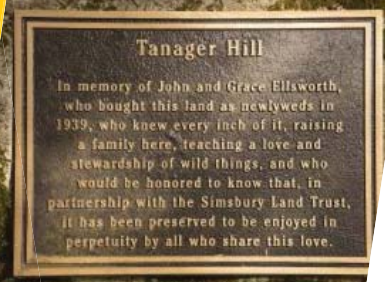 Tanager Hill
In memory of John and Grace Ellsworth,
who bought this land as newlyweds in
1939, who knew every inch of it, raising
a family here, teaching a love and
stewardship of wild things, and who
would be honored to know that, in
partnership with the Simsbury Land Trust,
it has been preserved to be enjoyed in
perpetuity by all who share this love.